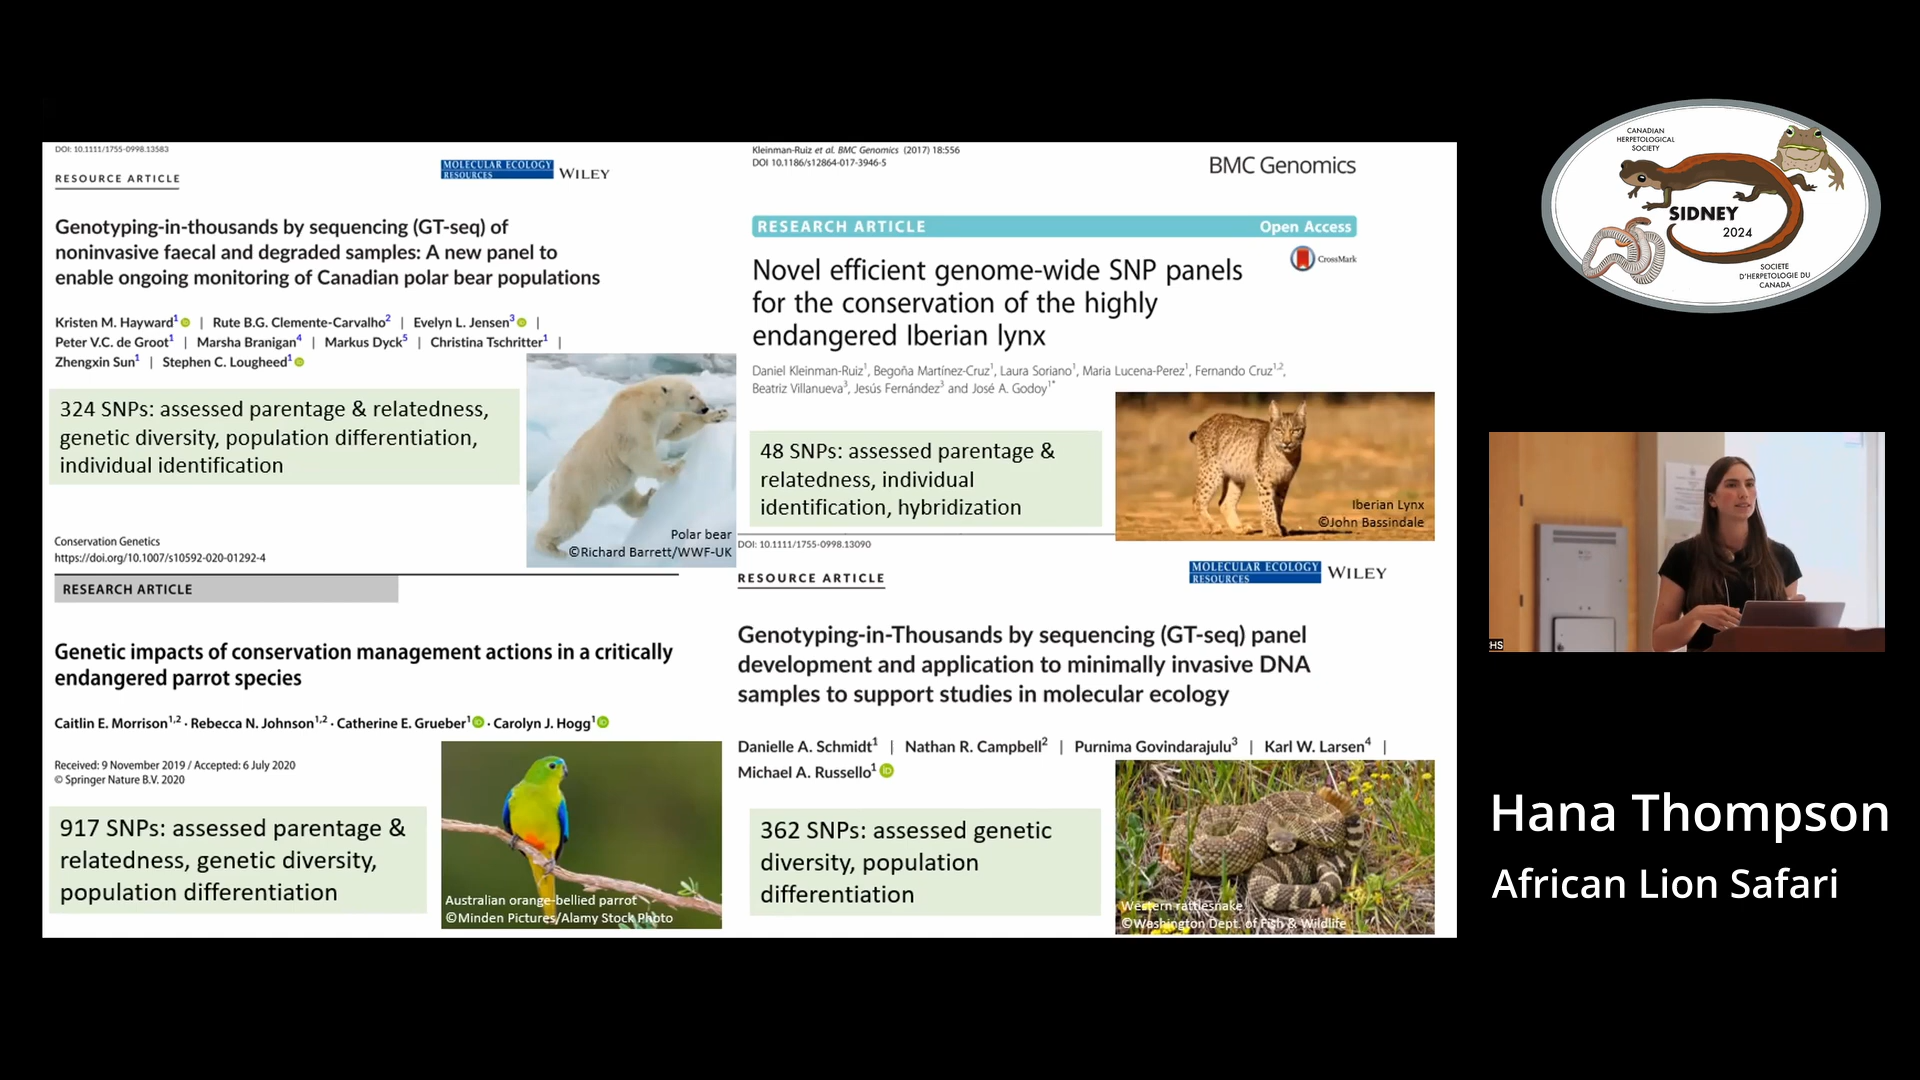 DOI: 10.1111/1755-0998.13583
RESOURCE ARTICLE
MOLECULAR ECOLOGY
RESOURCES
WILEY
Genotyping-in-thousands by sequencing (GT-seq) of
noninvasive faecal and degraded samples: A new panel to
enable ongoing monitoring of Canadian polar bear populations
Kristen M. Hayward1 | Rute B.G. Clemente-Carvalho2 | Evelyn L. Jensen3 |
Peter V.C. de Groot1 | Marsha Branigan4 | Markus Dyck5 | Christina Tschritter1 |
Zhengxin Sun1 | Stephen C. Lougheed1
324 SNPs: assessed parentage & relatedness,
genetic diversity, population differentiation,
individual identification
Polar bear
©Richard Barrett/WWF-UK
Kleinman-Ruiz et al. BMC Genomics (2017) 18:556
DOI 10.1186/s12864-017-3946-5
BMC Genomics
RESEARCH ARTICLE
Open Access
CrossMark
Novel efficient genome-wide SNP panels
for the conservation of the highly
endangered Iberian lynx
Daniel Kleinman-Ruiz1, Begoña Martínez-Cruz1, Laura Soriano1, Maria Lucena-Perez1, Fernando Cruz1,2,
Beatriz Villanueva3, Jesús Fernández3 and José A. Godoy1*
48 SNPs: assessed parentage &
relatedness, individual
identification, hybridization
Iberian Lynx
©John Bassindale
Conservation Genetics
https://doi.org/10.1007/s10592-020-01292-4
RESEARCH ARTICLE
Genetic impacts of conservation management actions in a critically
endangered parrot species
Caitlin E. Morrison1,2 · Rebecca N. Johnson1,2 · Catherine E. Grueber1 · Carolyn J. Hogg1
Received: 9 November 2019 / Accepted: 6 July 2020
© Springer Nature B.V. 2020
917 SNPs: assessed parentage &
relatedness, genetic diversity,
population differentiation
Australian orange-bellied parrot
©Minden Pictures/Alamy Stock Photo
DOI: 10.1111/1755-0998.13090
RESOURCE ARTICLE
MOLECULAR ECOLOGY
RESOURCES
WILEY
Genotyping-in-Thousands by sequencing (GT-seq) panel
development and application to minimally invasive DNA
samples to support studies in molecular ecology
Danielle A. Schmidt1 | Nathan R. Campbell2 | Purnima Govindarajulu3 | Karl W. Larsen4 |
Michael A. Russello1
362 SNPs: assessed genetic
diversity, population
differentiation
Western rattlesnake
©Washington Dept. of Fish & Wildlife
CANADIAN
HERPETOLOGICAL
SOCIETY
SIDNEY
2024
SOCIÉTÉ
D'HERPÉTOLOGIE DU
CANADA
HS
Hana Thompson
African Lion Safari